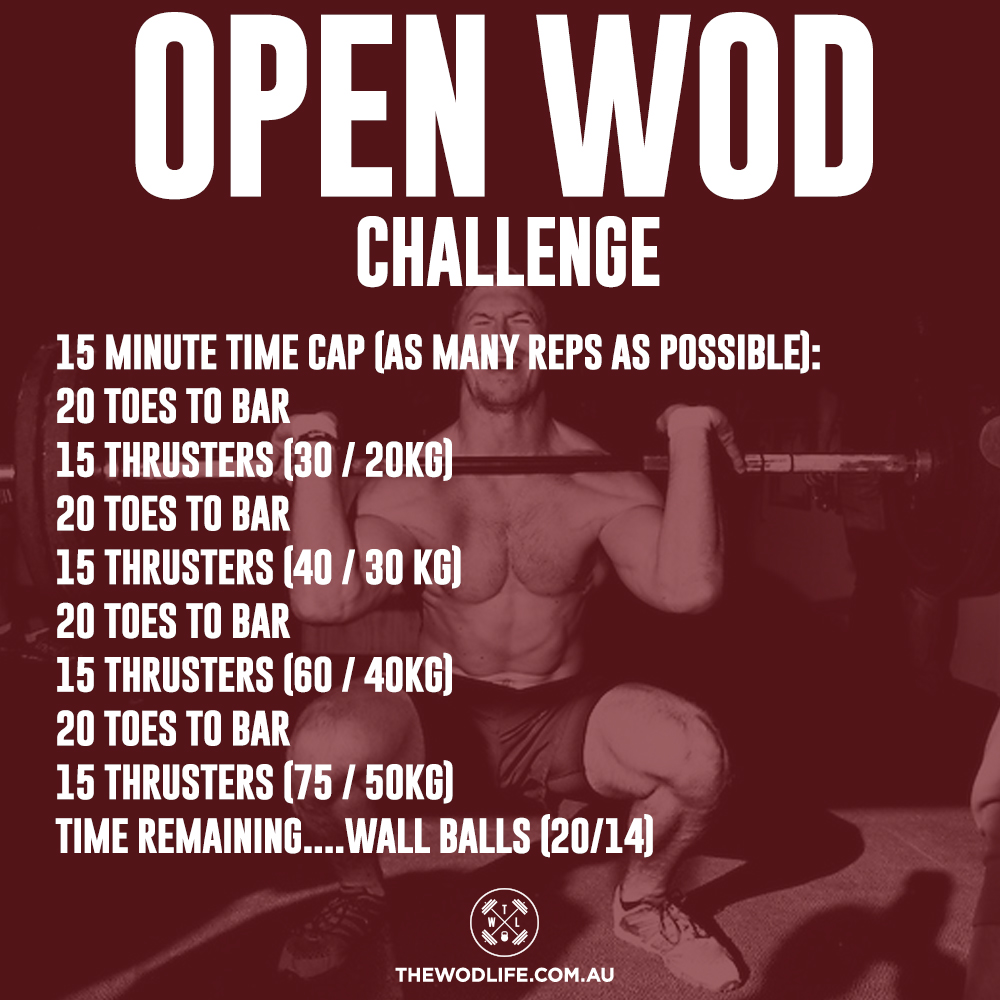 OPEN WOD
CHALLENGE
15 MINUTE TIME CAP (AS MANY REPS AS POSSIBLE):
20 TOES TO BAR
15 THRUSTERS (30 / 20KG)
20 TOES TO BAR
15 THRUSTERS (40 / 30 KG)
20 TOES TO BAR
15 THRUSTERS (60 / 40KG)
20 TOES TO BAR
15 THRUSTERS (75 / 50KG)
TIME REMAINING....WALL BALLS (20/14)
T
W L
THEWODLIFE.COM.AU